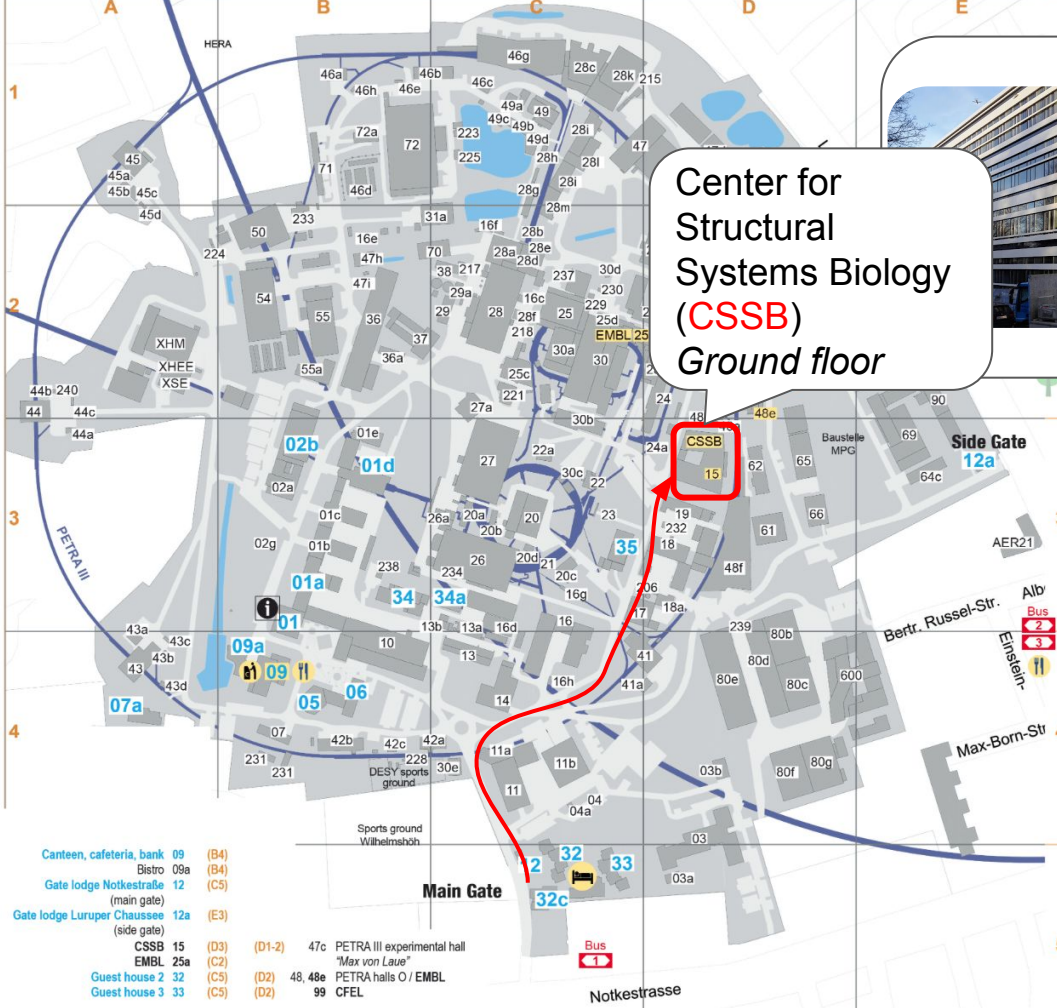 A
B
C
D
E
HERA
1
46a
46b
46g
28c
28k
215
46h
46e
46c
49a
49
49c
49b
49d
28i
72a
72
223
225
28h
28l
47
71
46d
28g
28i
28m
45
45a
45b
45c
45d
Center for
Structural
Systems Biology
(CSSB)
Ground floor
50
233
31a
16f
28b
224
16e
70
28a
28e
28d
2
47h
38
217
237
30d
54
47i
29a
16c
230
55
36
29
28
28f
25
229
25d
218
EMBL 25
37
XHM
36a
30a
30
XHEE
XSE
55a
25c
221
44b
240
24
44
44c
27a
30b
48
48e
90
44a
02b
01e
24a
CSSB
Baustelle
MPG
69
Side Gate
12a
01d
22a
62
65
27
30c
15
64c
02a
22
3
01c
26a
20a
20
23
19
66
20b
232
61
02g
01b
35
18
AER21
PETRA III
238
234
26
20d
21
20c
48f
01a
16g
206
34
34a
18a
Bertr. Russel-Str.
Bus
2
3
Einstein-
01
17
43a
13b
13a
16d
16
239
80b
43c
09a
10
43b
13
41
80d
43
09
16h
43d
06
41a
80e
80c
600
07a
05
14
4
07
42b
42c
42a
11a
Max-Born-Str
231
228
11b
80g
231
DESY sports
ground
30e
03b
80f
11
04
04a
Sports ground
Wilhelmshöh
03
32
33
03a
Main Gate
32c
Canteen, cafeteria, bank 09 (B4)
Bistro 09a (B4)
Gate lodge Notkestraße 12 (C5)
(main gate)
Gate lodge Luruper Chaussee 12a (E3)
(side gate)
CSSB 15 (D3) (D1-2) 47c PETRA III experimental hall
EMBL 25a (C2) "Max von Laue"
Guest house 2 32 (C5) (D2) 48, 48e PETRA halls O / EMBL
Guest house 3 33 (C5) (D2) 99 CFEL
Bus
1
Notkestrasse